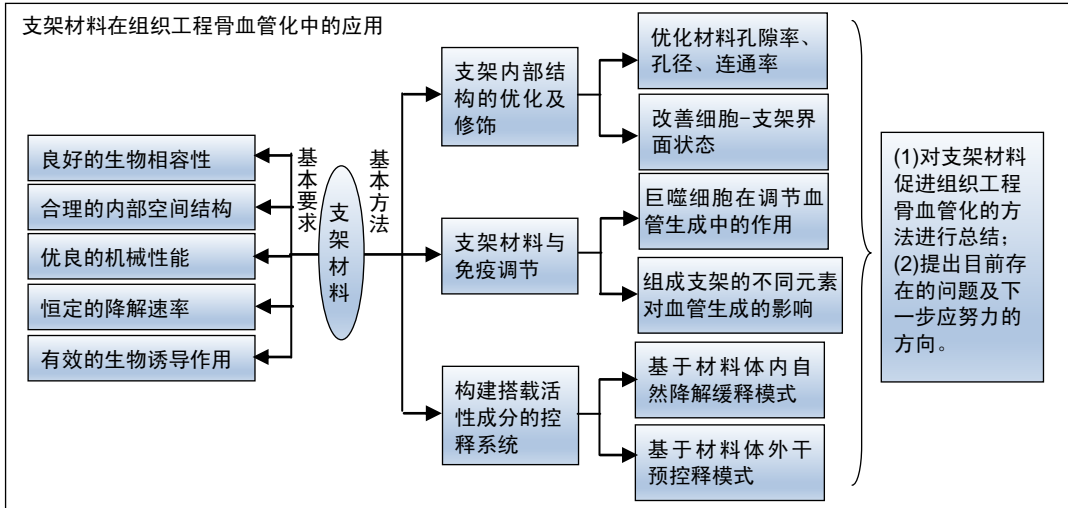 支架材料在组织工程骨血管化中的应用
良好的生物相容性
合理的内部空间结构
优良的机械性能
恒定的降解速率
有效的生物诱导作用
基本要求
支架材料
基本方法
支架内部结
构的优化及
修饰
支架材料与
免疫调节
构建搭载活
性成分的控
释系统
优化材料孔隙率、
孔径、连通率
改善细胞-支架界
面状态
巨噬细胞在调节血
管生成中的作用
组成支架的不同元素
对血管生成的影响
基于材料体内自
然降解缓释模式
基于材料体外干
预控释模式
(1)对支架材料
促进组织工程
骨血管化的方
法进行总结；
(2)提出目前存
在的问题及下
一步应努力的
方向。